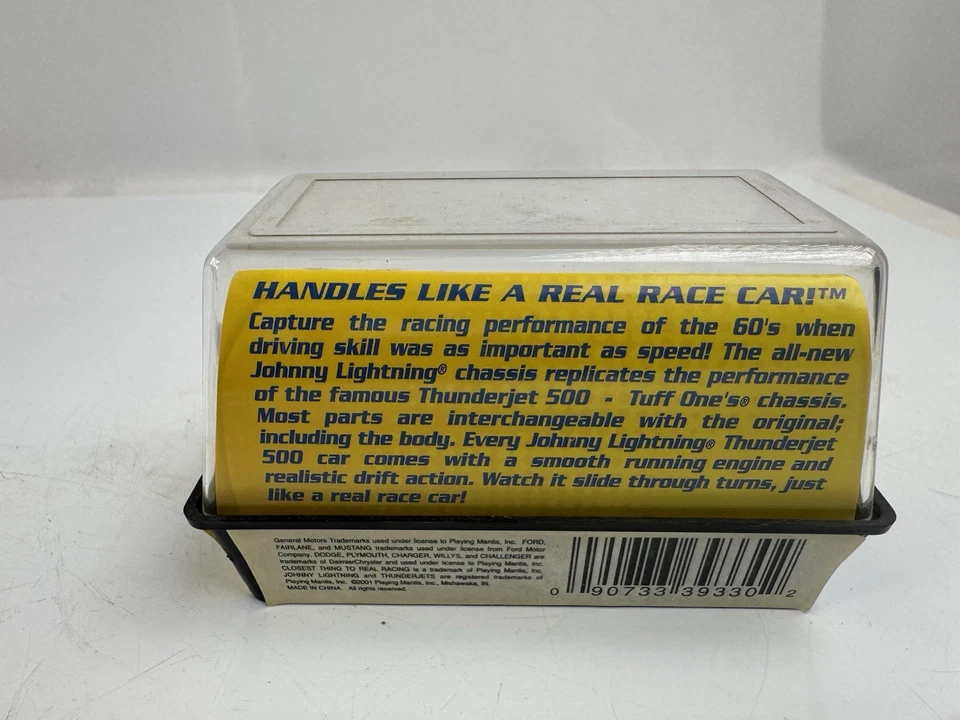 HANDLES LIKE A REAL RACE CAR!™
Capture the racing performance of the 60's when
driving skill was as important as speed! The all-new
Johnny Lightning® chassis replicates the performance
of the famous Thunderjet 500 - Tuff One's® chassis.
Most parts are interchangeable with the original;
including the body. Every Johnny Lightning® Thunderjet
500 car comes with a smooth running engine and
realistic drift action. Watch it slide through turns, just
like a real race car!
General Motors Trademarks used under license to Playing Mantis, Inc. FORD,
FAIRLANE, and MUSTANG trademarks used under license from Ford Motor
Company. DODGE, PLYMOUTH, CHARGER, WILLYS, and CHALLENGER are
trademarks of DaimlerChrysler and used under license to Playing Mantis, Inc.
CLOSEST THING TO REAL RACING is a trademark of Playing Mantis, Inc.
JOHNNY LIGHTNING and THUNDERJETS are registered trademarks of
Playing Mantis, Inc. ©2001 Playing Mantis, Inc., Mishawaka, IN.
MADE IN CHINA. All rights reserved.
0 90733 39330 2